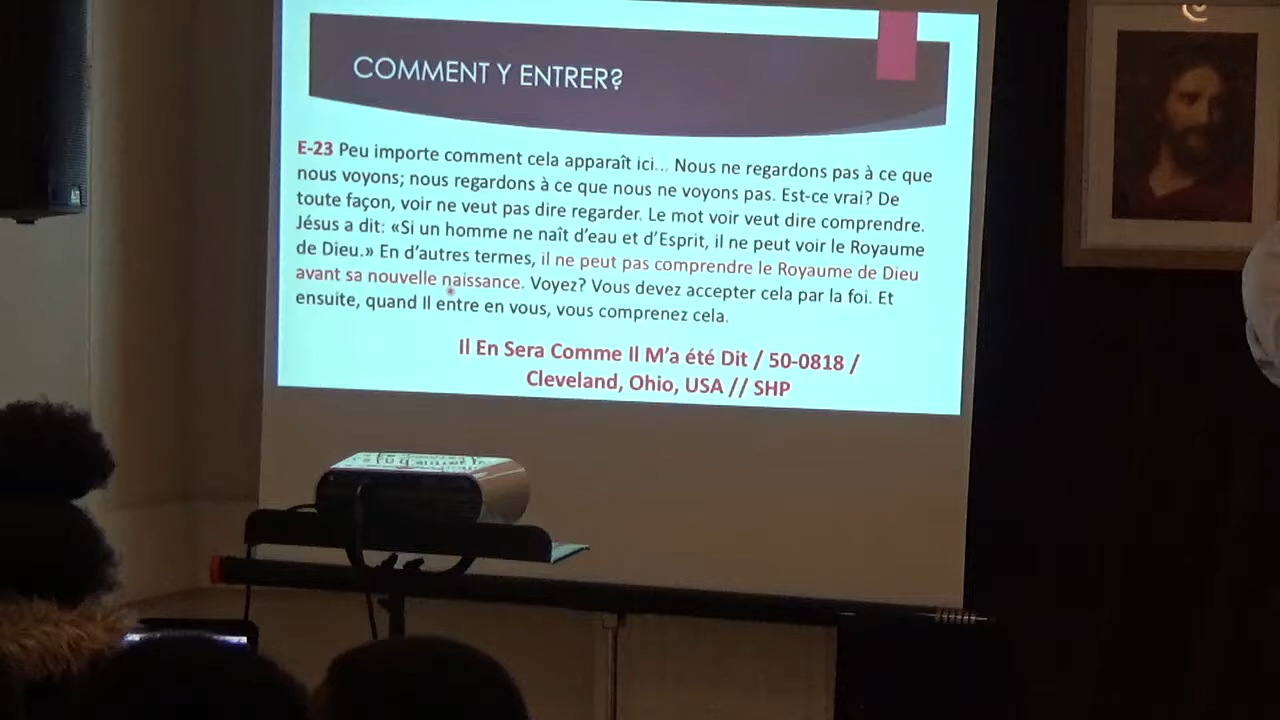 COMMENT Y ENTRER?
E-23 Peu importe comment cela apparaît ici... Nous ne regardons pas à ce que
nous voyons; nous regardons à ce que nous ne voyons pas. Est-ce vrai? De
toute façon, voir ne veut pas dire regarder. Le mot voir veut dire comprendre.
Jésus a dit: «Si un homme ne naît d'eau et d'Esprit, il ne peut voir le Royaume
de Dieu.» En d'autres termes, il ne peut pas comprendre le Royaume de Dieu
avant sa nouvelle naissance. Voyez? Vous devez accepter cela par la foi. Et
ensuite, quand Il entre en vous, vous comprenez cela.
Il En Sera Comme Il M'a été Dit / 50-0818 /
Cleveland, Ohio, USA // SHP